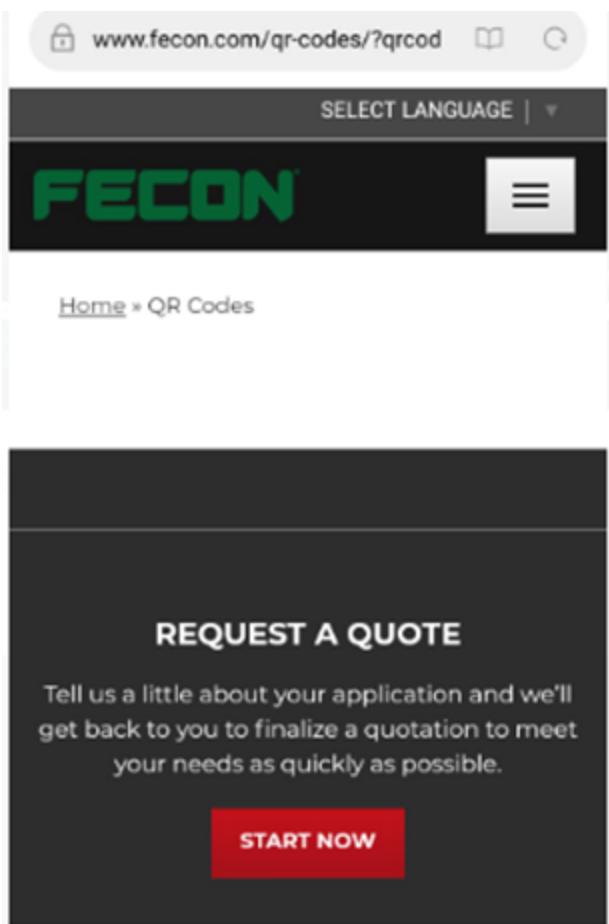 www.fecon.com/qr-codes/?qrcod
SELECT LANGUAGE | ▼
FECON
Home » QR Codes
REQUEST A QUOTE
Tell us a little about your application and we'll
get back to you to finalize a quotation to meet
your needs as quickly as possible.
START NOW